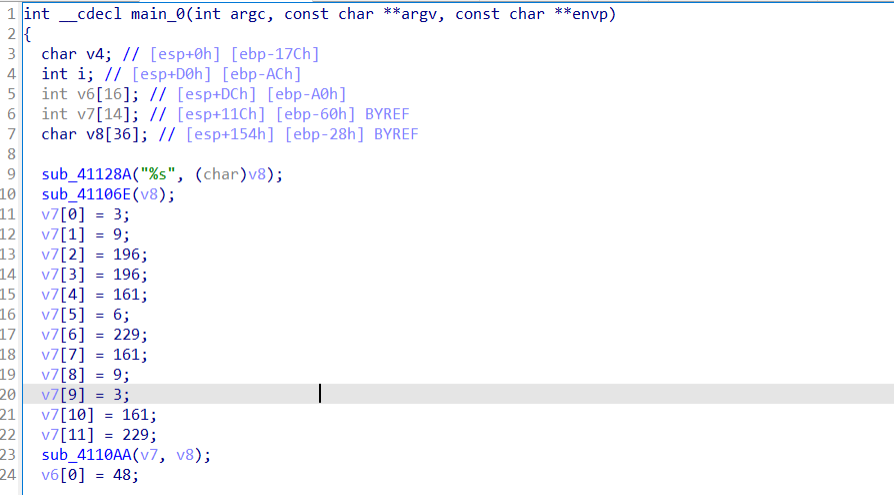 1 int __cdecl main_0(int argc, const char **argv, const char **envp)
2 {
3   char v4; // [esp+0h] [ebp-17Ch]
4   int i; // [esp+D0h] [ebp-ACh]
5   int v6[16]; // [esp+DCh] [ebp-A0h]
6   int v7[14]; // [esp+11Ch] [ebp-60h] BYREF
7   char v8[36]; // [esp+154h] [ebp-28h] BYREF
8
9   sub_41128A("%s", (char)v8);
10   sub_41106E(v8);
11   v7[0] = 3;
12   v7[1] = 9;
13   v7[2] = 196;
14   v7[3] = 196;
15   v7[4] = 161;
16   v7[5] = 6;
17   v7[6] = 229;
18   v7[7] = 161;
19   v7[8] = 9;
20   v7[9] = 3;
21   v7[10] = 161;
22   v7[11] = 229;
23   sub_4110AA(v7, v8);
24   v6[0] = 48;